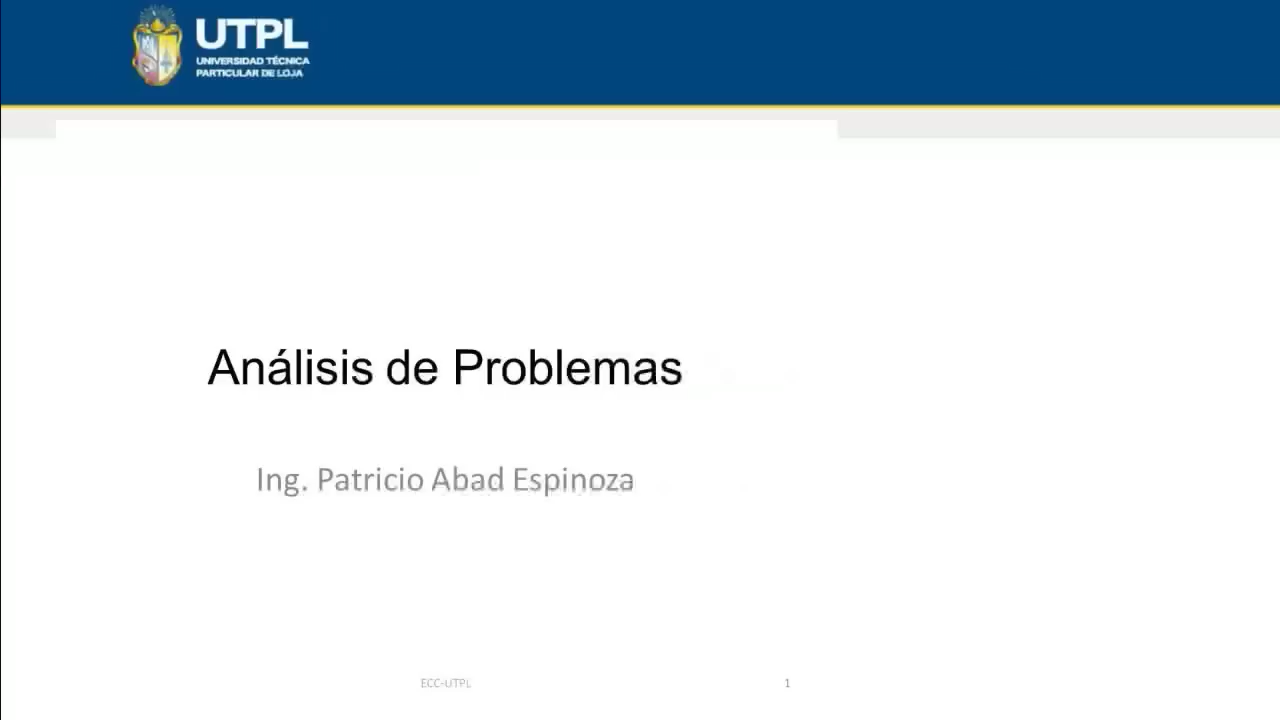 UTPL
UNIVERSIDAD TÉCNICA
PARTICULAR DE LOJA
Análisis de Problemas
Ing. Patricio Abad Espinoza
ECC-UTPL
1